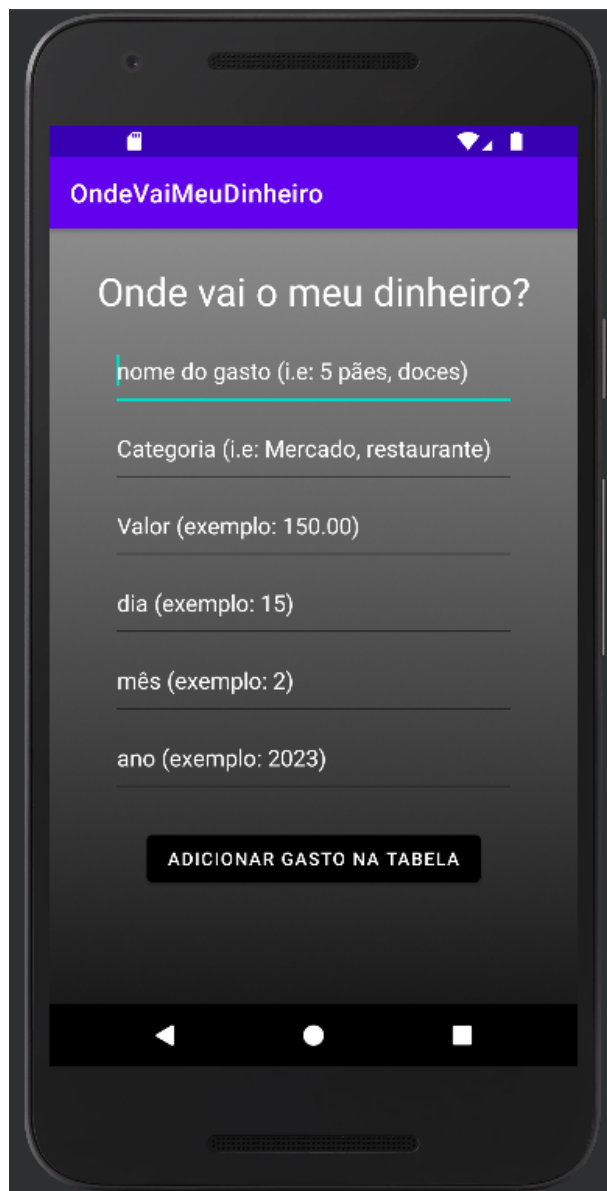 OndeVaiMeuDinheiro
Onde vai o meu dinheiro?
nome do gasto (i.e: 5 pães, doces)
Categoria (i.e: Mercado, restaurante)
Valor (exemplo: 150.00)
dia (exemplo: 15)
mês (exemplo: 2)
ano (exemplo: 2023)
ADICIONAR GASTO NA TABELA